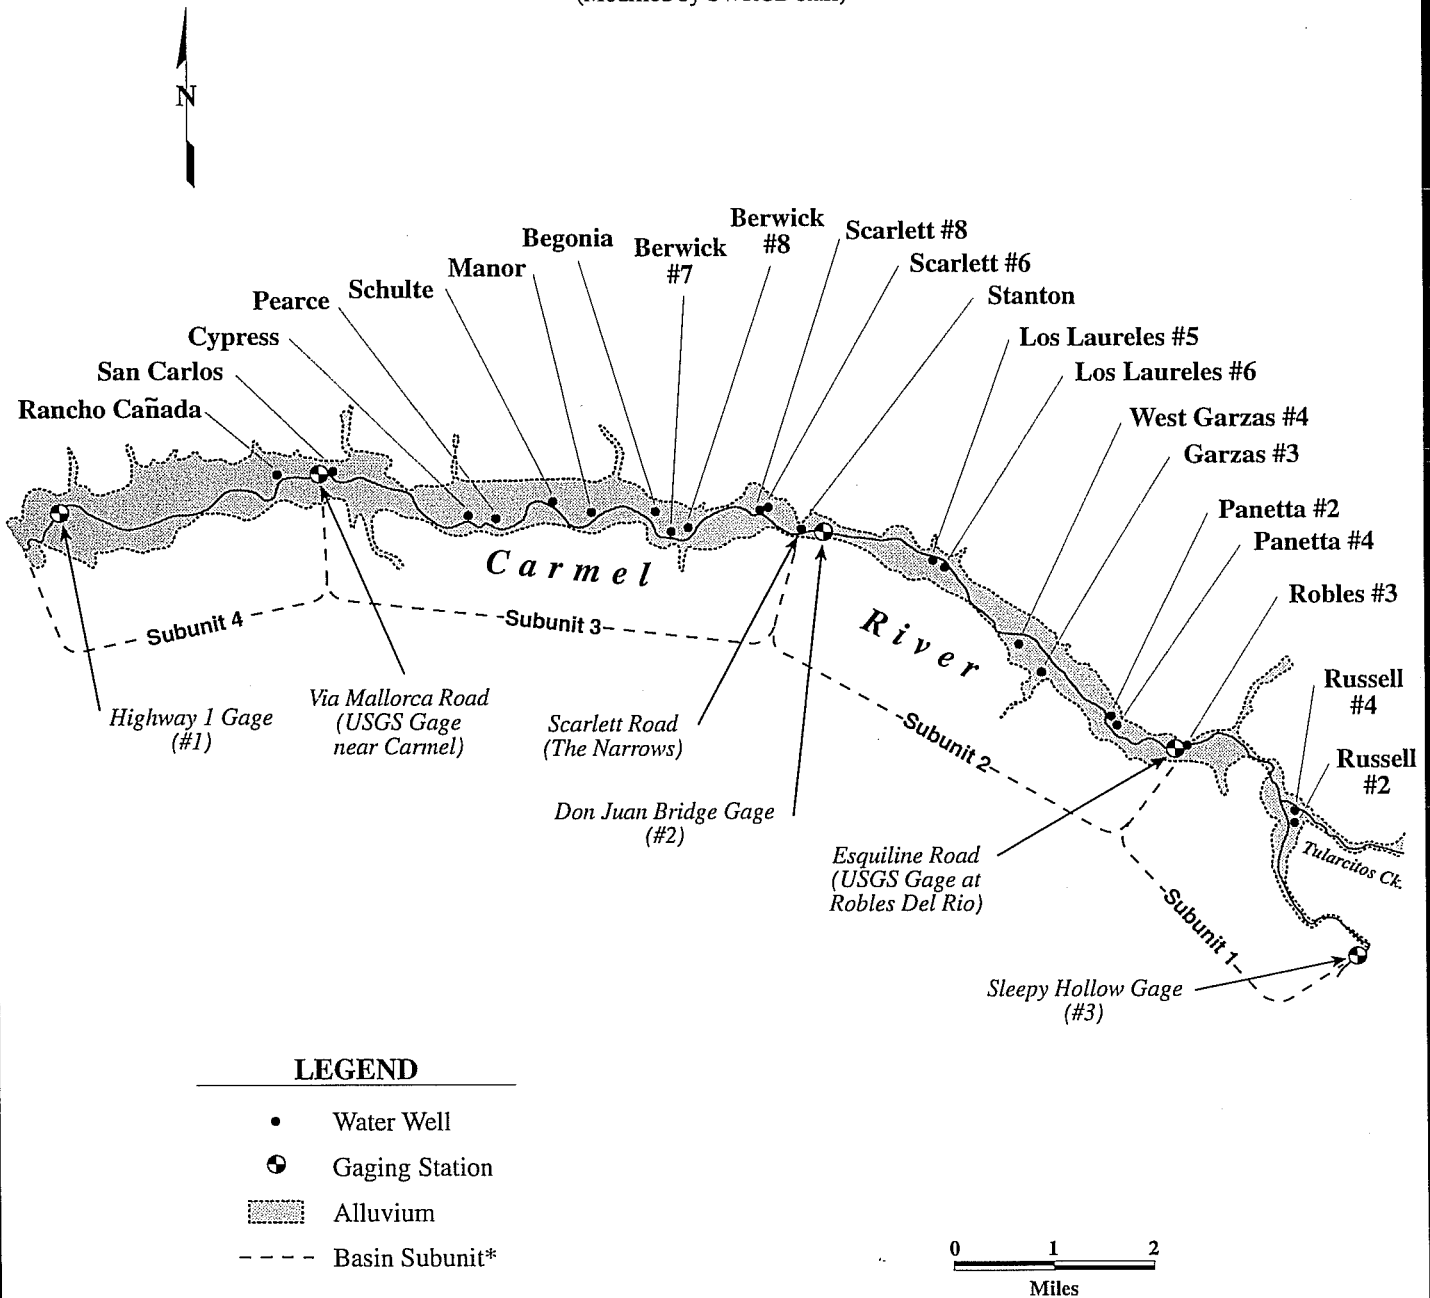 N
Berwick
#8
Scarlett #8
Begonia
Berwick
#7
Scarlett #6
Manor
Schulte
Stanton
Pearce
Cypress
Los Laureles #5
San Carlos
Los Laureles #6
Rancho Cañada
West Garzas #4
Garzas #3
Panetta #2
Panetta #4
Carmel
River
Robles #3
Subunit 4
Subunit 3
Russell
#4
Via Mallorca Road
(USGS Gage
near Carmel)
Highway 1 Gage
(#1)
Scarlett Road
(The Narrows)
Subunit 2
Russell
#2
Don Juan Bridge Gage
(#2)
Esquiline Road
(USGS Gage at
Robles Del Rio)
Tularcitos Ck.
Subunit 1
Sleepy Hollow Gage
(#3)
LEGEND
Water Well
Gaging Station
Alluvium
Basin Subunit*
0 1 2
Miles